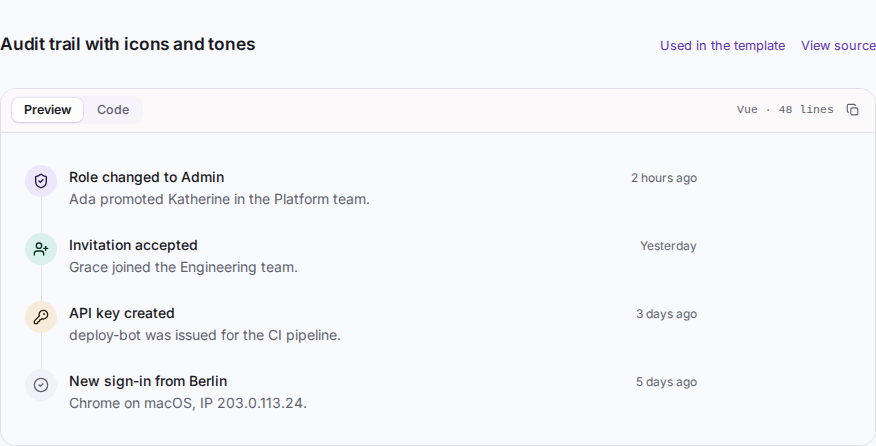 Audit trail with icons and tones
Used in the template View source
Preview Code
Vue · 48 lines
Role changed to Admin 2 hours ago
Ada promoted Katherine in the Platform team.
Invitation accepted Yesterday
Grace joined the Engineering team.
API key created 3 days ago
deploy-bot was issued for the CI pipeline.
New sign-in from Berlin 5 days ago
Chrome on macOS, IP 203.0.113.24.